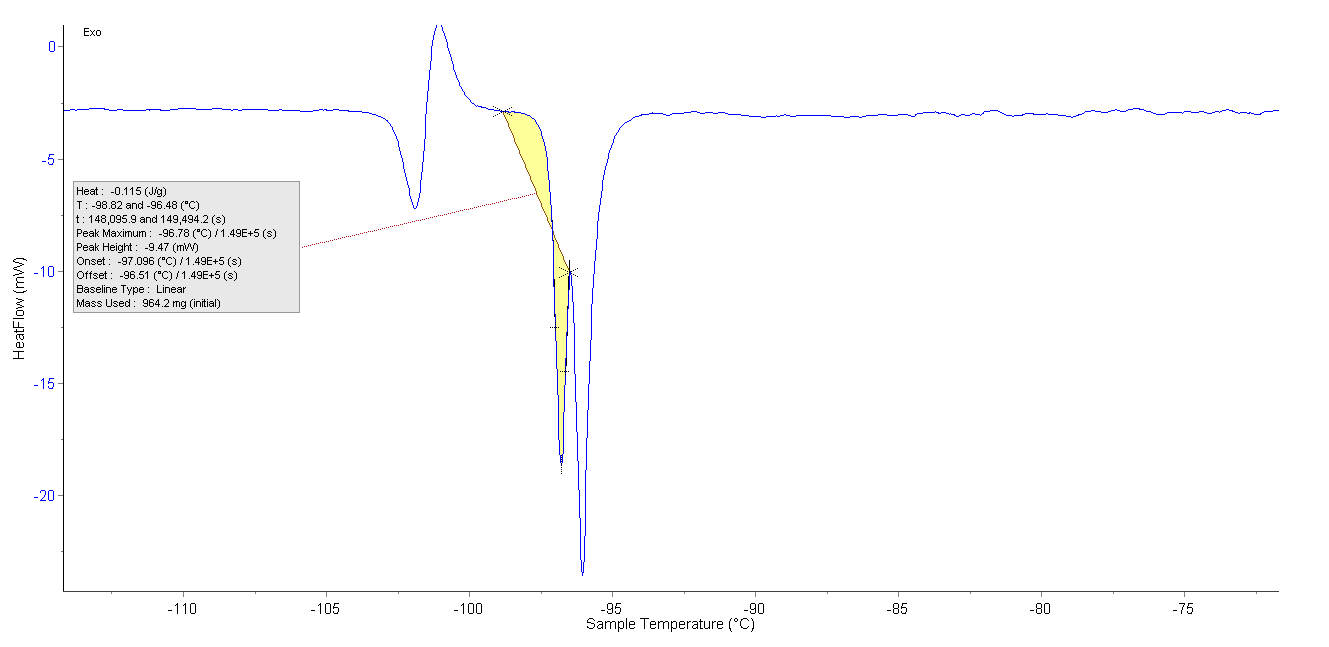 Exo
0
-5
-10
-15
-20
HeatFlow (mW)
Heat : -0.115 (J/g)
T : -98.82 and -96.48 (°C)
t : 148,095.9 and 149,494.2 (s)
Peak Maximum : -96.78 (°C) / 1.49E+5 (s)
Peak Height : -9.47 (mW)
Onset : -97.096 (°C) / 1.49E+5 (s)
Offset : -96.51 (°C) / 1.49E+5 (s)
Baseline Type : Linear
Mass Used : 964.2 mg (initial)
-110 -105 -100 -95 -90 -85 -80 -75
Sample Temperature (°C)